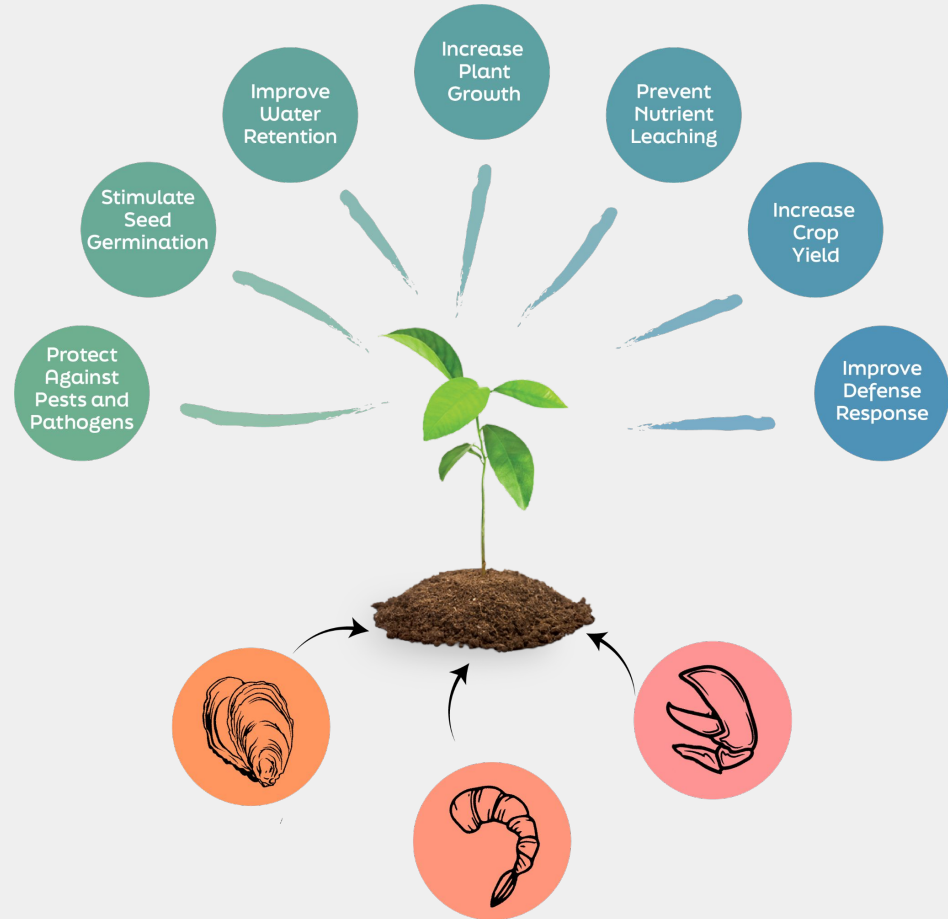 Increase
Plant
Growth
Improve
Water
Retention
Prevent
Nutrient
Leaching
Stimulate
Seed
Germination
Increase
Crop
Yield
Protect
Against
Pests and
Pathogens
Improve
Defense
Response